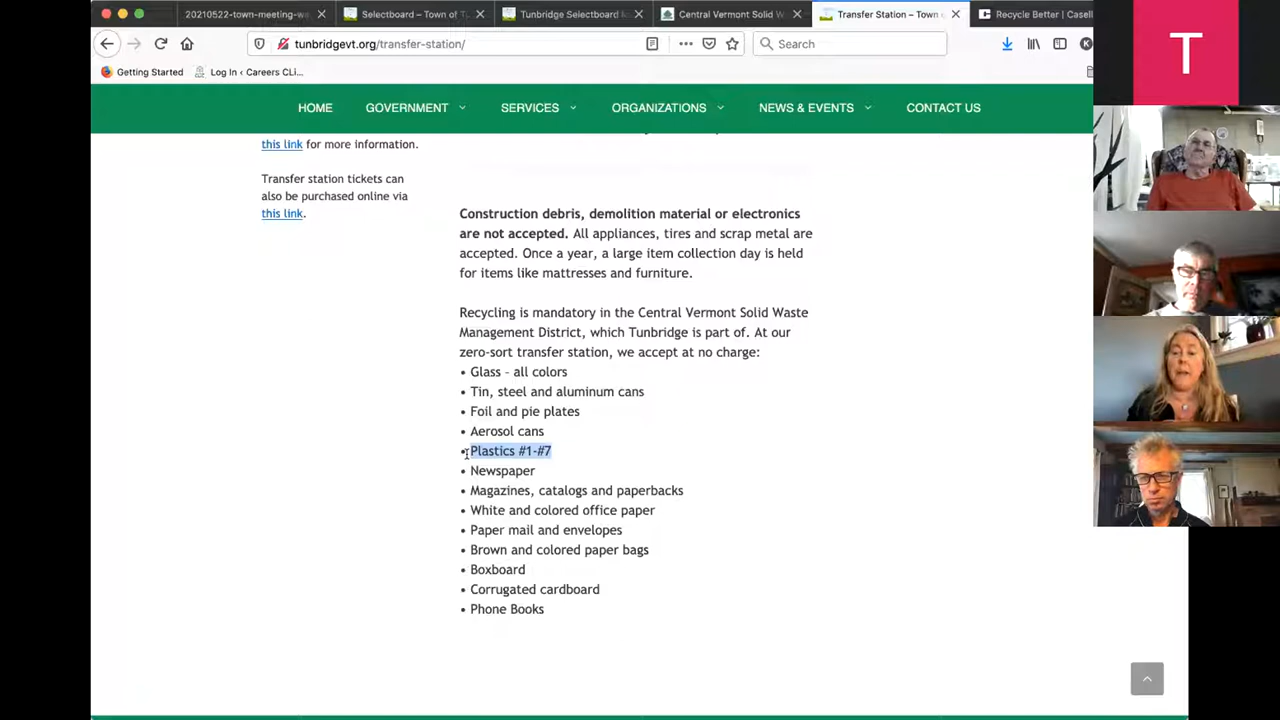 20210522-town-meeting-wa
Selectboard – Town of T
Tunbridge Selectboard
Central Vermont Solid W
Transfer Station – Town
Recycle Better | Casell
tunbridgevt.org/transfer-station/
Search
Getting Started
Log In ‹ Careers CLi...
T
HOME
GOVERNMENT
SERVICES
ORGANIZATIONS
NEWS & EVENTS
CONTACT US
this link for more information.
Transfer station tickets can
also be purchased online via
this link.
Construction debris, demolition material or electronics
are not accepted. All appliances, tires and scrap metal are
accepted. Once a year, a large item collection day is held
for items like mattresses and furniture.
Recycling is mandatory in the Central Vermont Solid Waste
Management District, which Tunbridge is part of. At our
zero-sort transfer station, we accept at no charge:
• Glass – all colors
• Tin, steel and aluminum cans
• Foil and pie plates
• Aerosol cans
• Plastics #1-#7
• Newspaper
• Magazines, catalogs and paperbacks
• White and colored office paper
• Paper mail and envelopes
• Brown and colored paper bags
• Boxboard
• Corrugated cardboard
• Phone Books